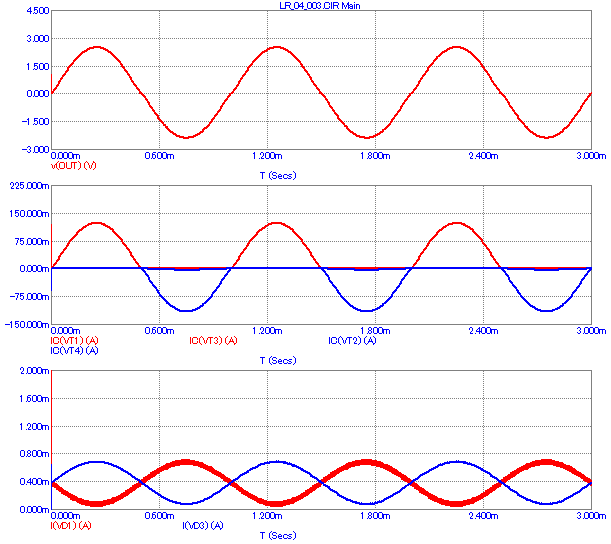 LR_04_003.CIR Main
4.500
3.000
1.500
0.000
-1.500
-3.000
0.000m 0.600m 1.200m 1.800m 2.400m 3.000m
v(OUT) (V)
T (Secs)
225.000m
150.000m
75.000m
0.000m
-75.000m
-150.000m
0.000m 0.600m 1.200m 1.800m 2.400m 3.000m
IC(VT1) (A) IC(VT3) (A) IC(VT2) (A)
IC(VT4) (A)
T (Secs)
2.000m
1.600m
1.200m
0.800m
0.400m
0.000m
0.000m 0.600m 1.200m 1.800m 2.400m 3.000m
I(VD1) (A) I(VD3) (A)
T (Secs)